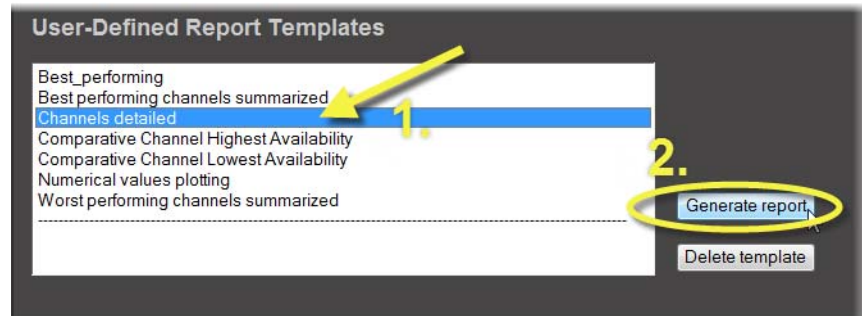 User-Defined Report Templates
Best_performing
Best performing channels summarized
Channels detailed
1.
Comparative Channel Highest Availability
Comparative Channel Lowest Availability
2.
Numerical values plotting
Worst performing channels summarized
Generate report
Delete template